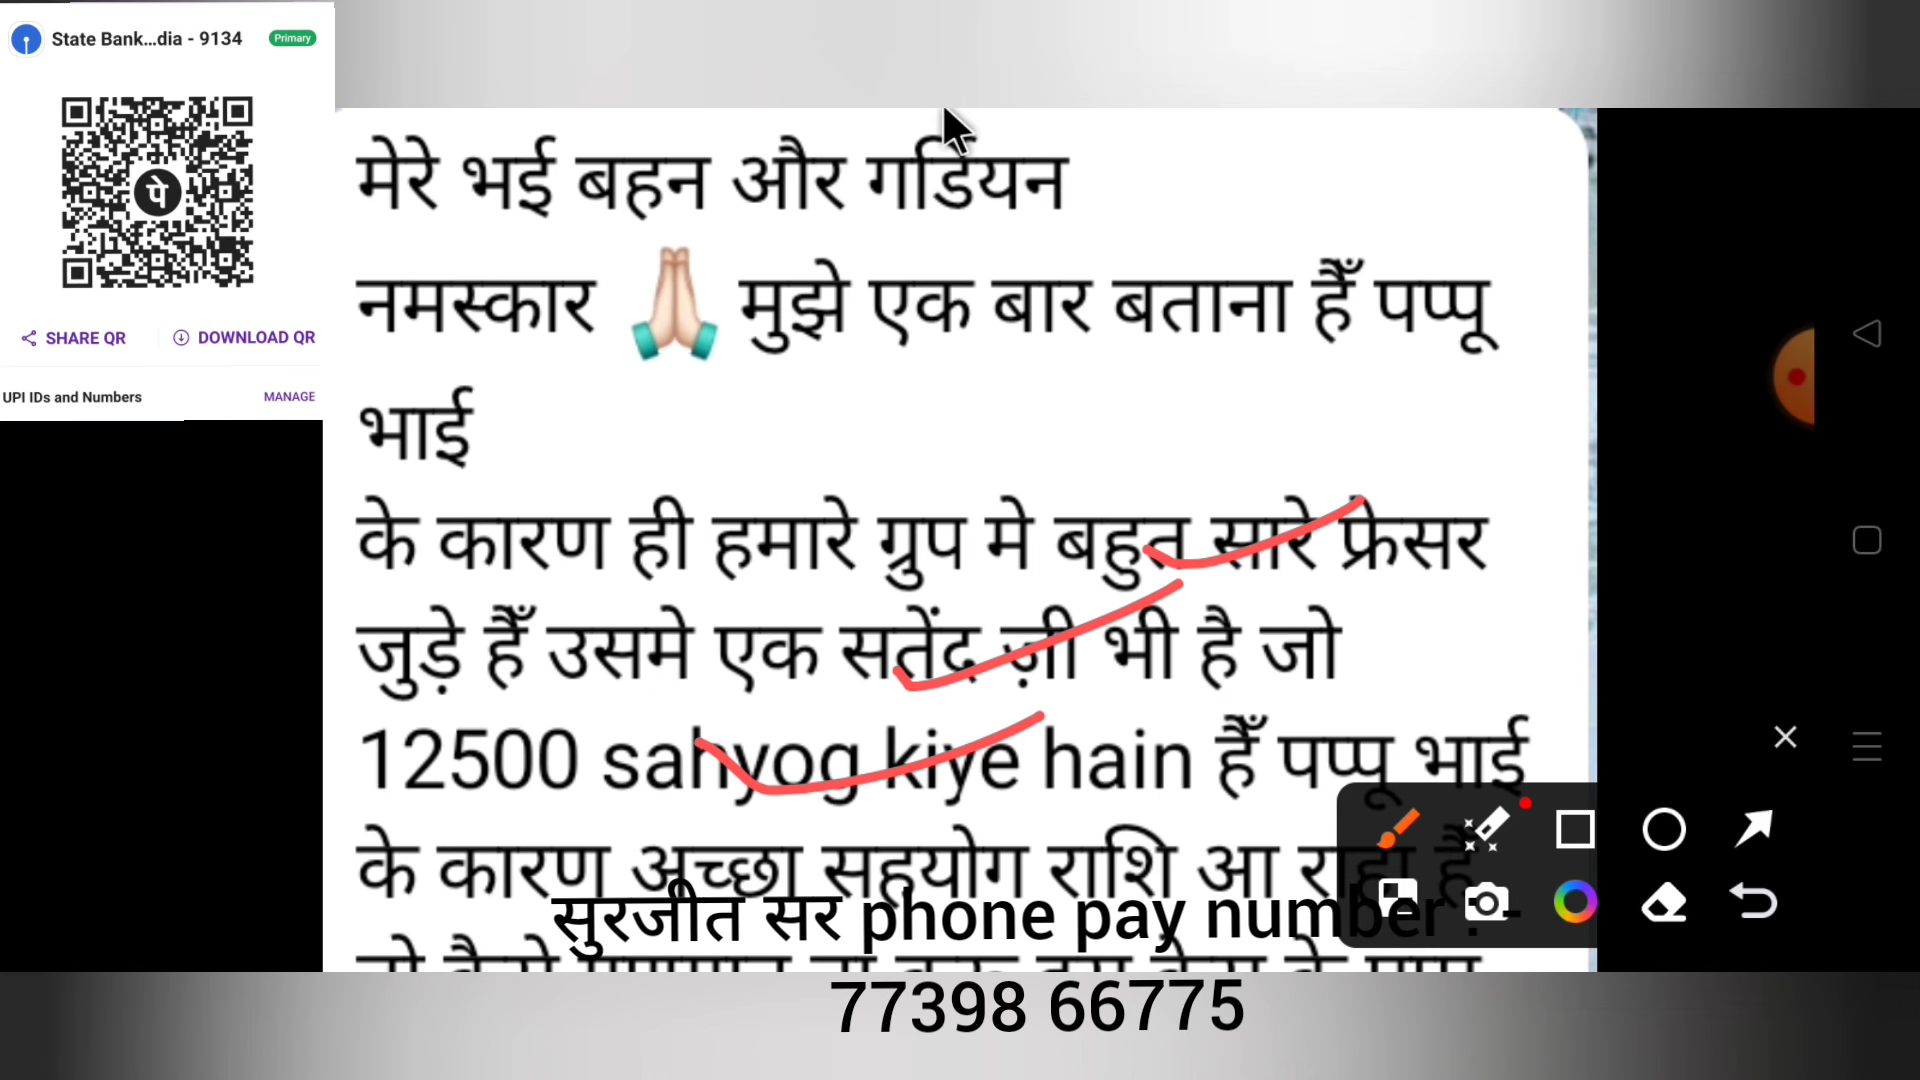 State Bank...dia - 9134
Primary
SHARE QR
DOWNLOAD QR
UPI IDs and Numbers
MANAGE
मेरे भई बहन और गडियन
नमस्कार 🙏 मुझे एक बार बताना हैँ पप्पू
भाई
के कारण ही हमारे ग्रुप मे बहुत सारे फ्रेसर
जुड़े हैँ उसमे एक सतेंद ज़ी भी है जो
12500 sahyog kiye hain हैँ पप्पू भाई
के कारण अच्छा सहयोग राशि आ राहा हैँ
सुरजीत सर phone pay number :-
77398 66775